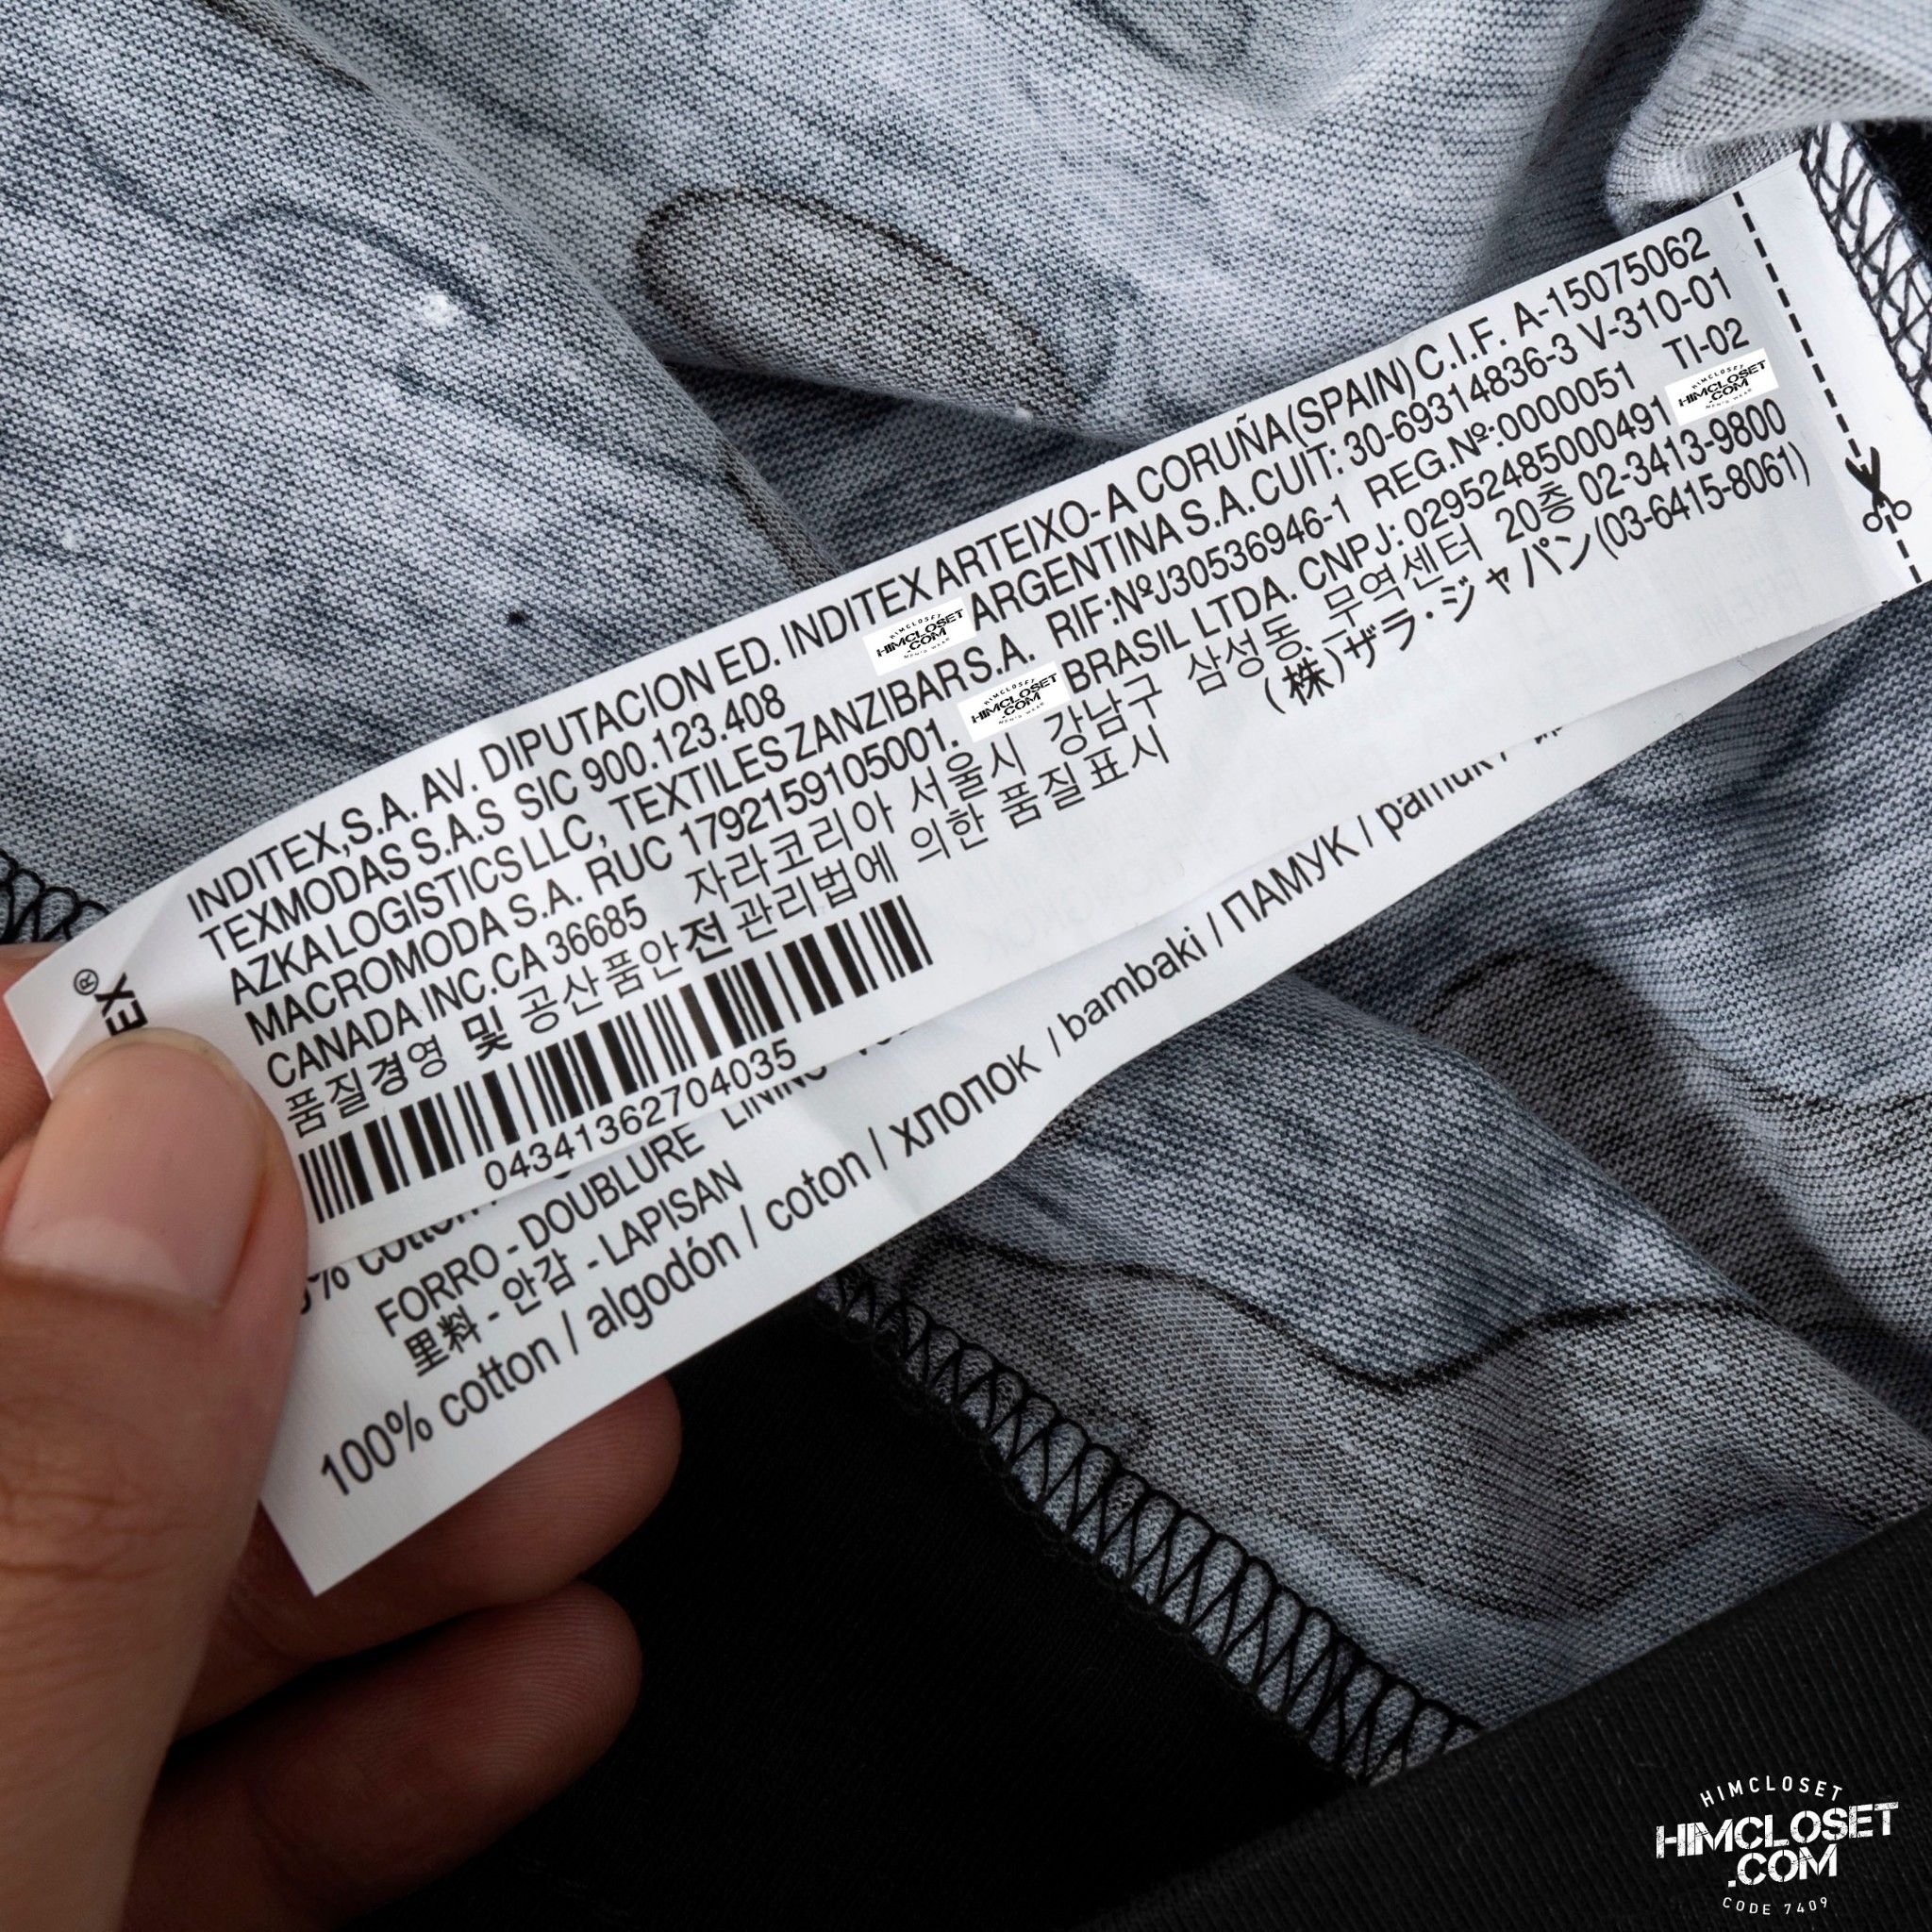 INDITEX,S.A. AV. DIPUTACION ED. INDITEX ARTEIXO-A CORUÑA(SPAIN) C.I.F. A-15075062
TEXMODAS S.A.S SIC 900.123.408 HIMCLOSET HIMCLOSET .COM ARGENTINA S.A. CUIT: 30-69314836-3 V-310-01
AZKA LOGISTICS LLC, TEXTILES ZANZIBAR S.A. RIF:NºJ30536946-1 REG.Nº:0000051 TI-02
MACROMODA S.A. RUC 1792159105001. HIMCLOSET HIMCLOSET .COM BRASIL LTDA. CNPJ: 02952485000491 HIMCLOSET HIMCLOSET .COM
CANADA INC.CA 36685 자라코리아 서울시 강남구 삼성동, 무역센터 20층 02-3413-9800
품질경영 및 공산품안전관리법에 의한 품질표시 (株)ザラ・ジャパン(03-6415-8061)
EX®
04341362704035
% cotton
FORRO - DOUBLURE LINING
里料 - 안감 - LAPISAN
100% cotton / algodón / coton / хлопок / bambaki / ПАМУК / pamuk /
HIMCLOSET
HIMCLOSET
.COM
CODE 7409